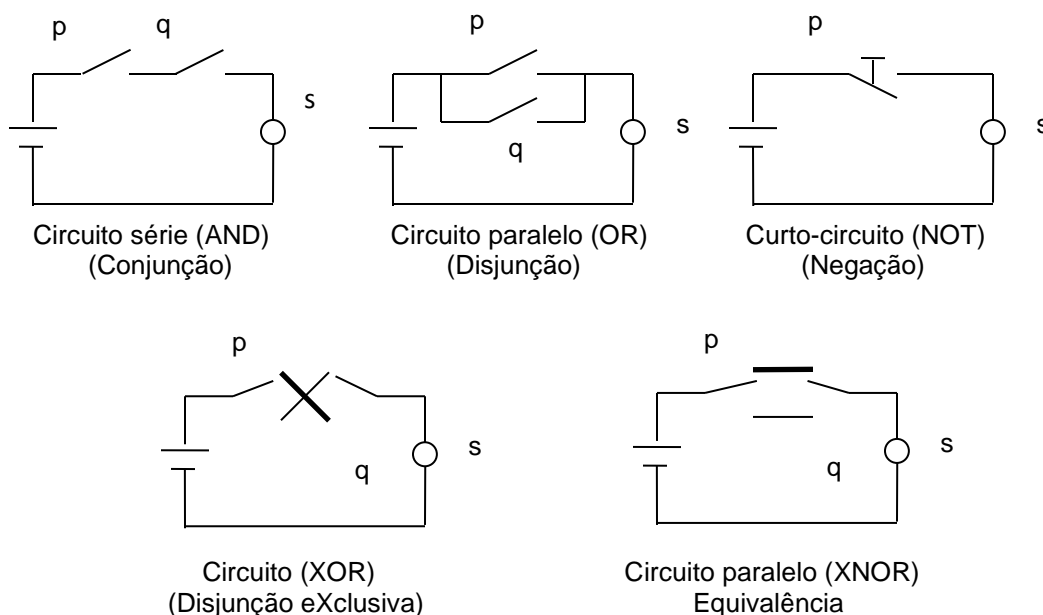 p q
s
Circuito série (AND)
(Conjunção)
p
q
s
Circuito paralelo (OR)
(Disjunção)
p
s
Curto-circuito (NOT)
(Negação)
p
q
s
Circuito (XOR)
(Disjunção eXclusiva)
p
q
s
Circuito paralelo (XNOR)
Equivalência